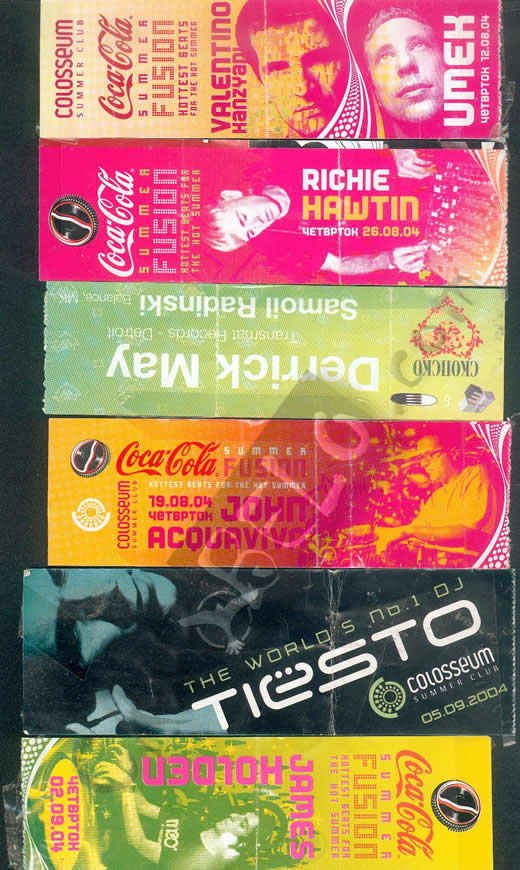 COLOSSEUM
SUMMER CLUB
Coca-Cola
SUMMER
FUSION
HOTTEST BEATS
FOR THE HOT SUMMER
VALENTINO
KANZYANI
UMEK
ЧЕТВРТОК 12.08.04
Coca-Cola
SUMMER
FUSION
HOTTEST BEATS FOR
THE HOT SUMMER
RICHIE
HAWTIN
ЧЕТВРТОК 26.08.04
Derrick May
Transmat Records - Detroit
Samoil Radinski
Balance, MK
СКОПСКО
Coca-Cola
SUMMER
FUSION
HOTTEST BEATS FOR THE HOT SUMMER
COLOSSEUM
SUMMER CLUB
19.08.04
ЧЕТВРТОК
JOHN
ACQUAVIVA
THE WORLD'S No.1 DJ
TIËSTO
COLOSSEUM
SUMMER CLUB
05.09.2004
Coca-Cola
SUMMER
FUSION
HOTTEST BEATS FOR
THE HOT SUMMER
JAMES
HOLDEN
ЧЕТВРТОК
02.09.04